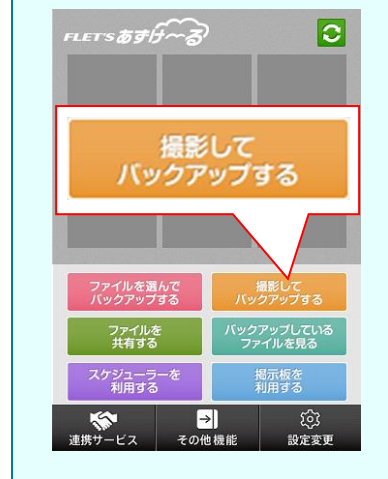 FLET'S あずけ～る
撮影して
バックアップする
ファイルを選んで
バックアップする
撮影して
バックアップする
ファイルを
共有する
バックアップしている
ファイルを見る
スケジューラーを
利用する
掲示板を
利用する
連携サービス
その他機能
設定変更